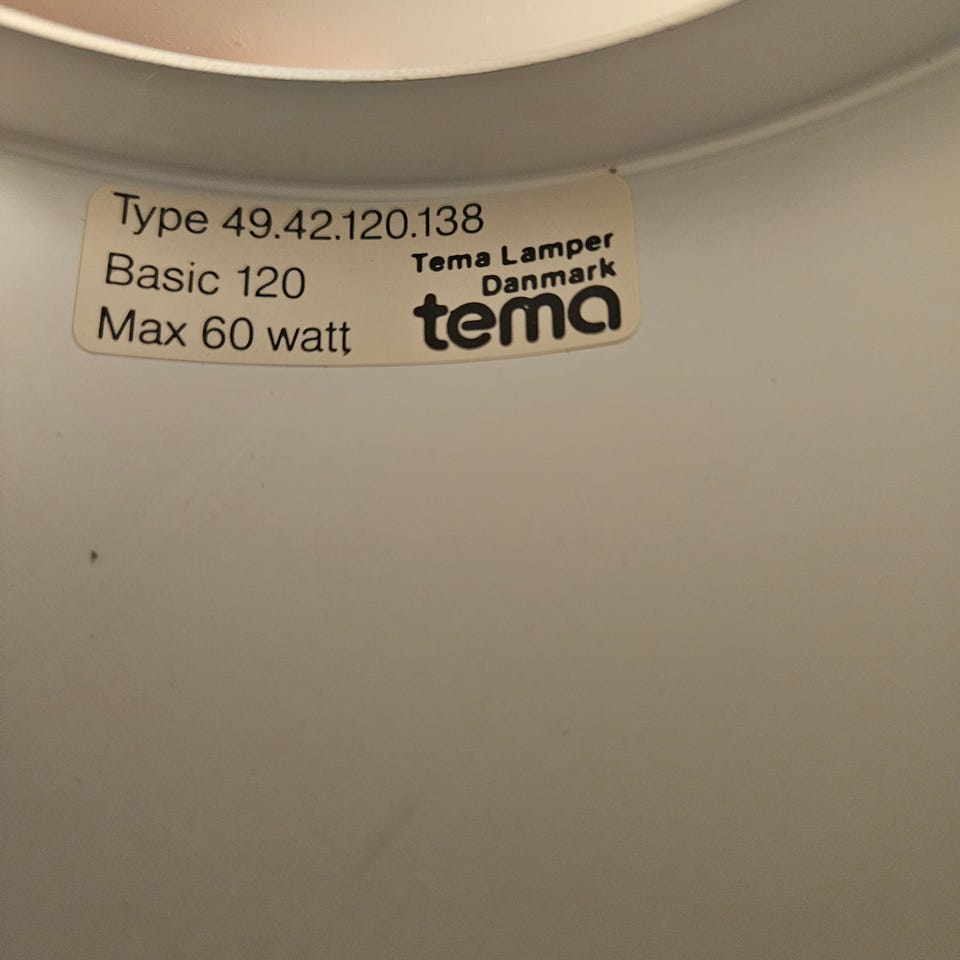 Type 49.42.120.138
Basic 120
Max 60 watt
Tema Lamper
Danmark
tema